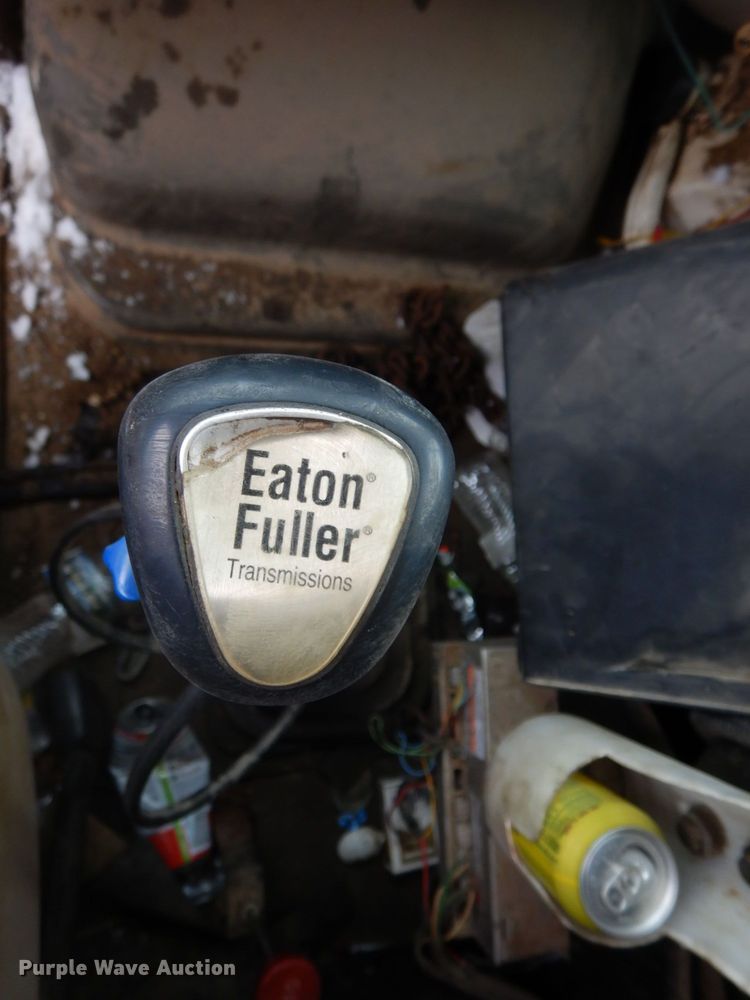 Eaton®
Fuller®
Transmissions
Purple Wave Auction